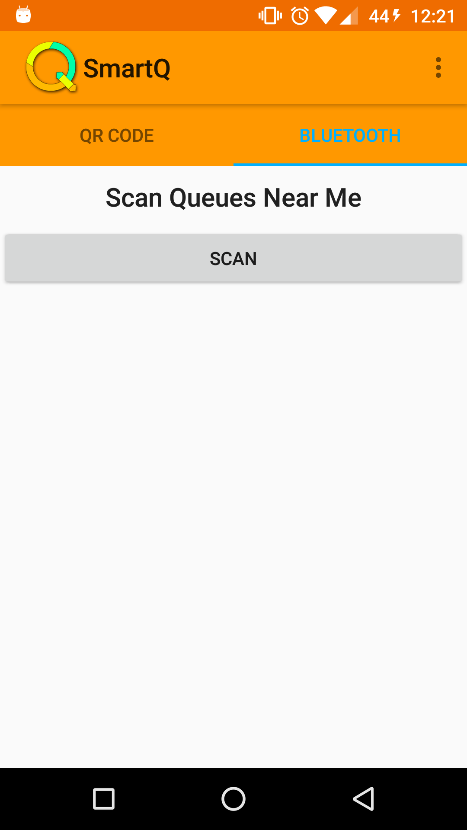 44 12:21
SmartQ
QR CODE BLUETOOTH
Scan Queues Near Me
SCAN